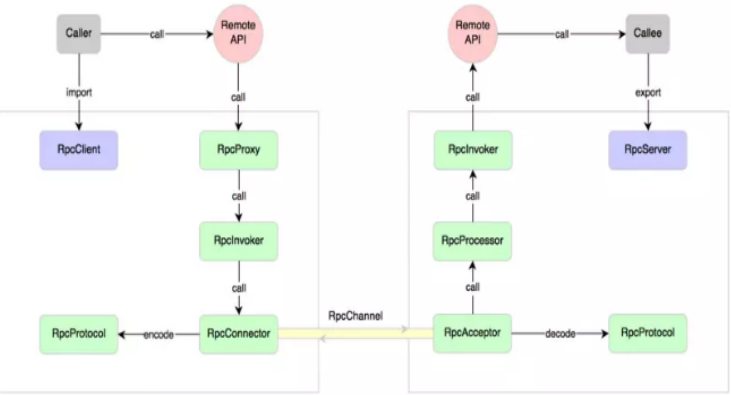 Caller
call
Remote
API
Remote
API
call
Callee
import
call
call
export
RpcClient
RpcProxy
RpcInvoker
RpcServer
call
call
RpcInvoker
RpcProcessor
call
call
RpcChannel
RpcProtocol
encode
RpcConnector
RpcAcceptor
decode
RpcProtocol